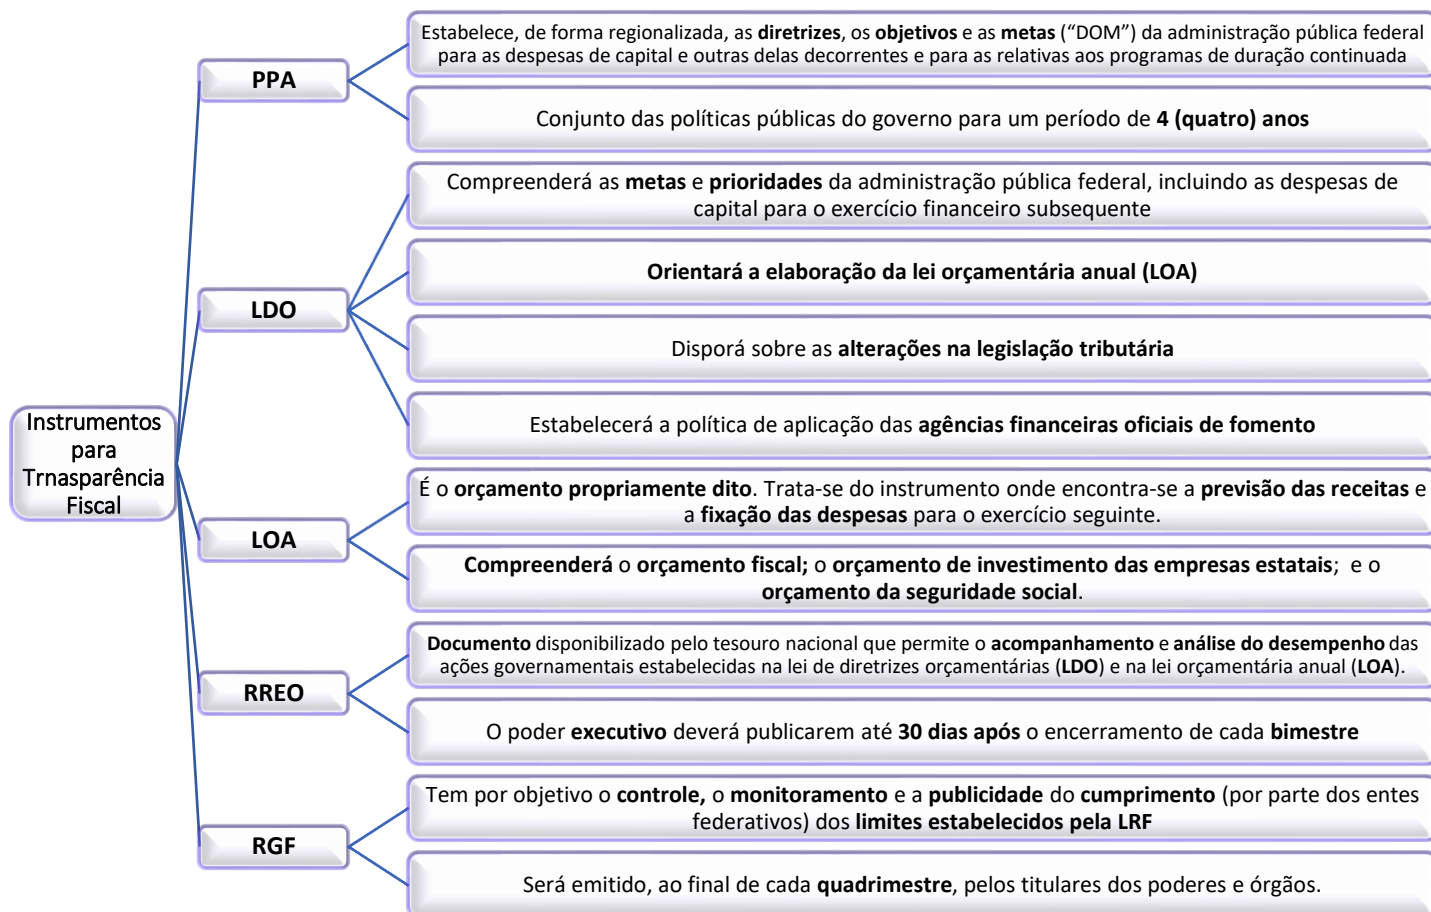 Instrumentos
para
Trnasparência
Fiscal
PPA
Estabelece, de forma regionalizada, as diretrizes, os objetivos e as metas (“DOM”) da administração pública federal
para as despesas de capital e outras delas decorrentes e para as relativas aos programas de duração continuada
Conjunto das políticas públicas do governo para um período de 4 (quatro) anos
LDO
Compreenderá as metas e prioridades da administração pública federal, incluindo as despesas de
capital para o exercício financeiro subsequente
Orientará a elaboração da lei orçamentária anual (LOA)
Disporá sobre as alterações na legislação tributária
Estabelecerá a política de aplicação das agências financeiras oficiais de fomento
LOA
É o orçamento propriamente dito. Trata-se do instrumento onde encontra-se a previsão das receitas e
a fixação das despesas para o exercício seguinte.
Compreenderá o orçamento fiscal; o orçamento de investimento das empresas estatais; e o
orçamento da seguridade social.
RREO
Documento disponibilizado pelo tesouro nacional que permite o acompanhamento e análise do desempenho das
ações governamentais estabelecidas na lei de diretrizes orçamentárias (LDO) e na lei orçamentária anual (LOA).
O poder executivo deverá publicarem até 30 dias após o encerramento de cada bimestre
RGF
Tem por objetivo o controle, o monitoramento e a publicidade do cumprimento (por parte dos entes
federativos) dos limites estabelecidos pela LRF
Será emitido, ao final de cada quadrimestre, pelos titulares dos poderes e órgãos.